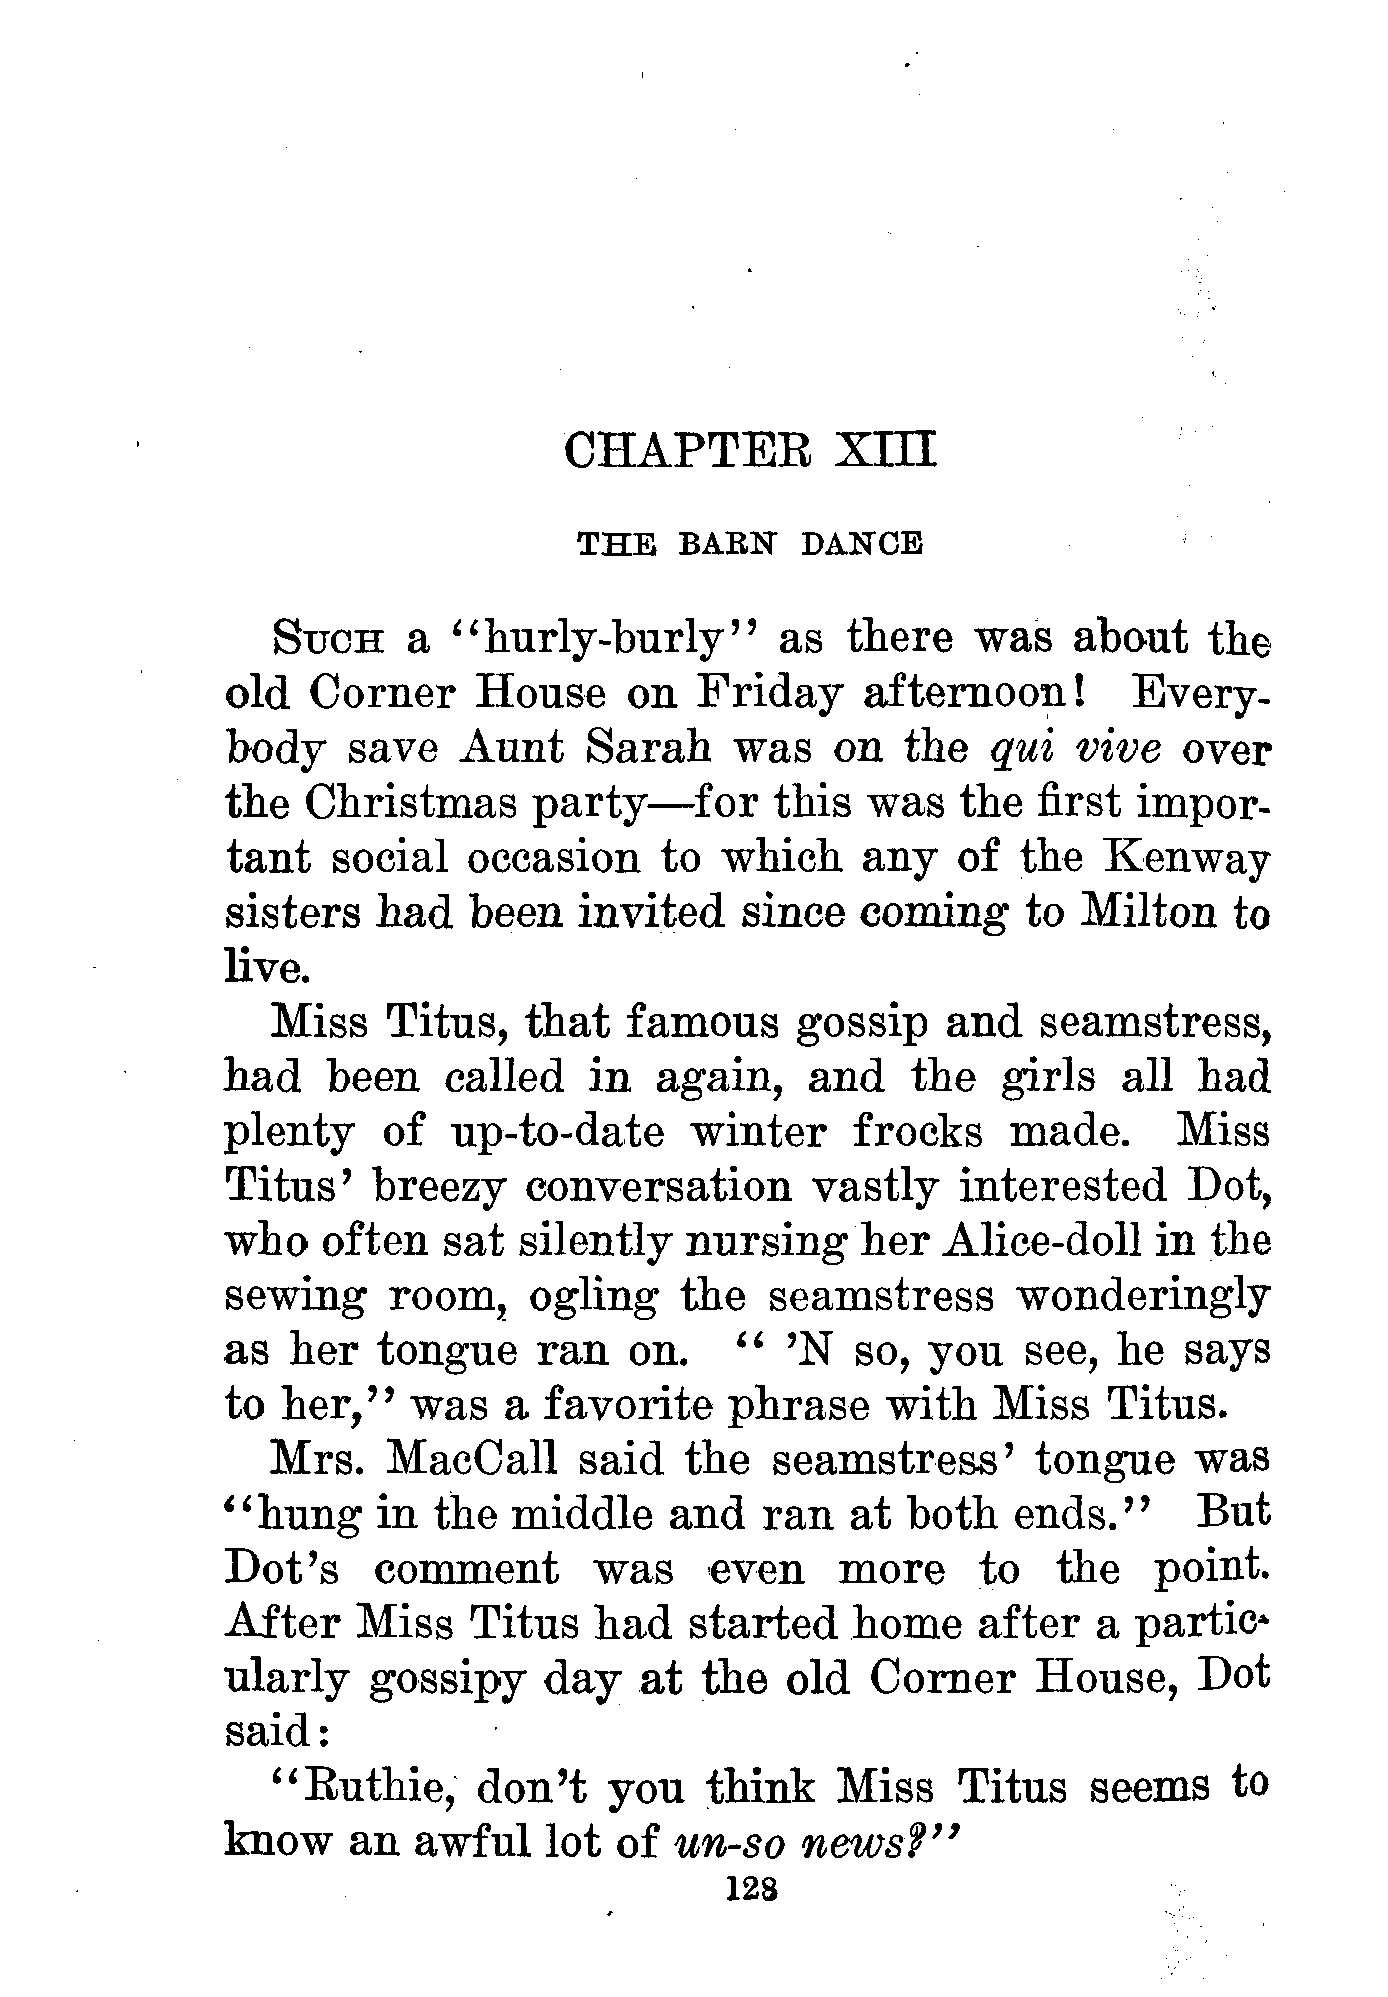 CHAPTER XIII
THE BARN DANCE
Such a "hurly-burly" as there was about the
old Corner House on Friday afternoon! Every-
body save Aunt Sarah was on the qui vive over
the Christmas party—for this was the first impor-
tant social occasion to which any of the Kenway
sisters had been invited since coming to Milton to
live.
Miss Titus, that famous gossip and seamstress,
had been called in again, and the girls all had
plenty of up-to-date winter frocks made. Miss
Titus' breezy conversation vastly interested Dot,
who often sat silently nursing her Alice-doll in the
sewing room, ogling the seamstress wonderingly
as her tongue ran on. " 'N so, you see, he says
to her," was a favorite phrase with Miss Titus.
Mrs. MacCall said the seamstress' tongue was
"hung in the middle and ran at both ends." But
Dot's comment was even more to the point.
After Miss Titus had started home after a partic-
ularly gossipy day at the old Corner House, Dot
said:
"Ruthie, don't you think Miss Titus seems to
know an awful lot of un-so news?"
128